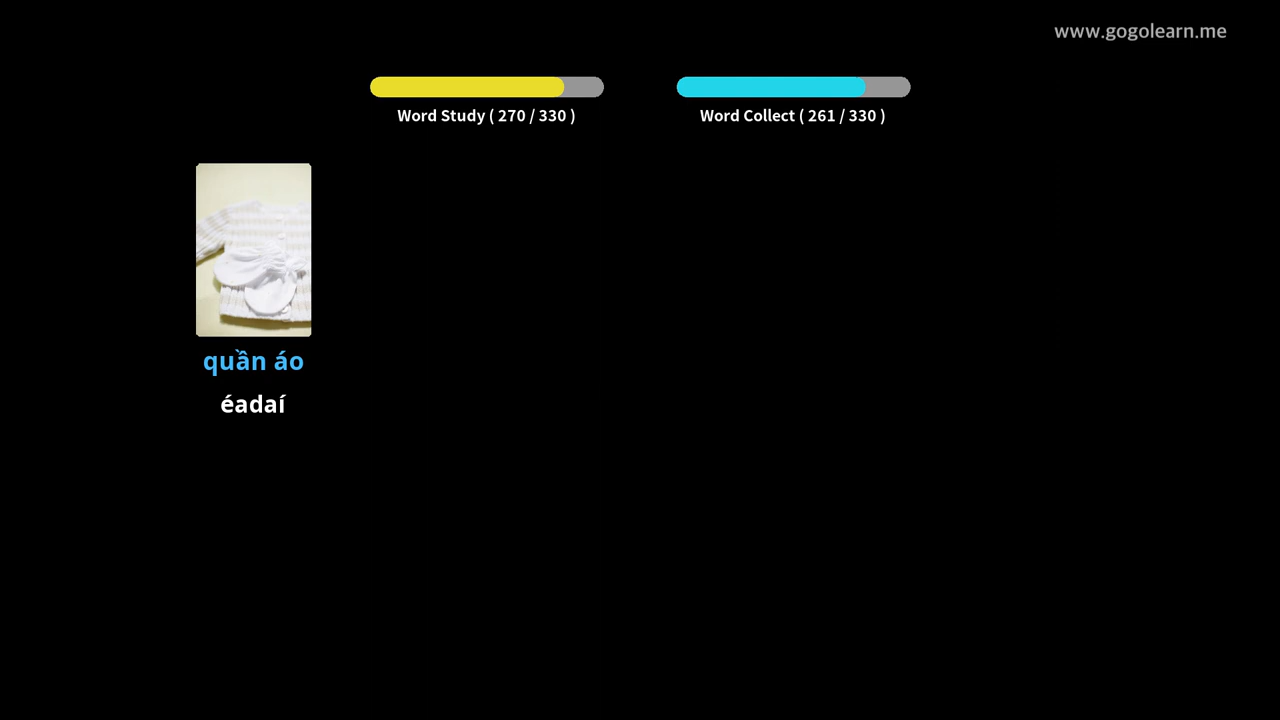 www.gogolearn.me
Word Study ( 270 / 330 )
Word Collect ( 261 / 330 )
quần áo
éadaí